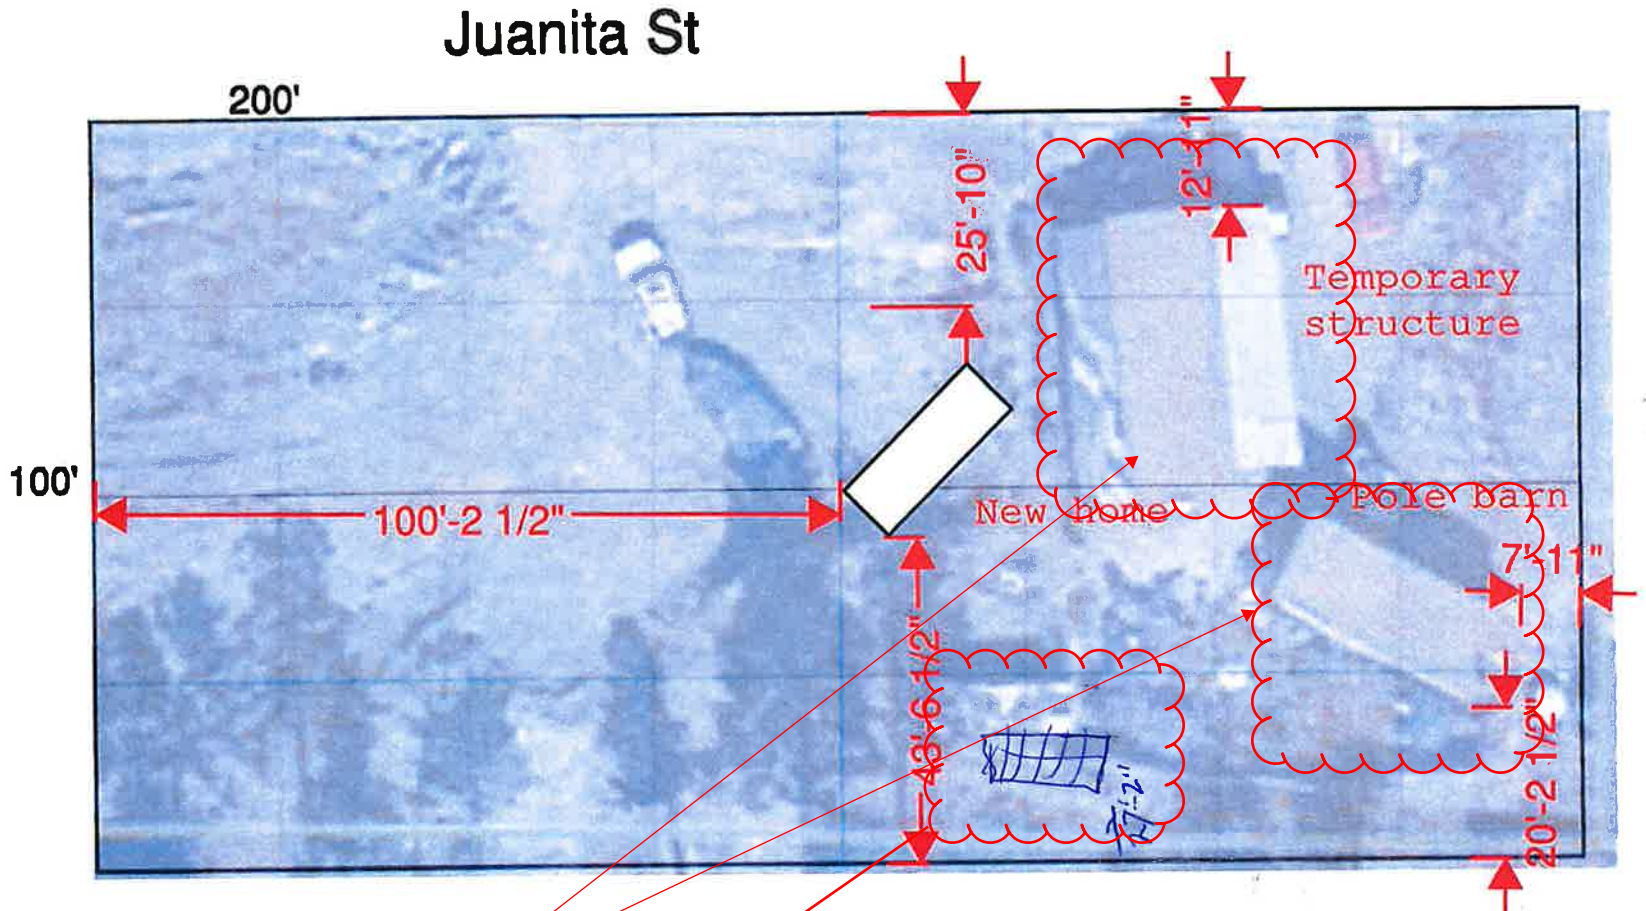 Juanita St
200'
12'-11"
25'-10"
Temporary
structure
100'
100'-2 1/2"
New home
Pole barn
7'-11"
43'-6 1/2"
20'-2 1/2"